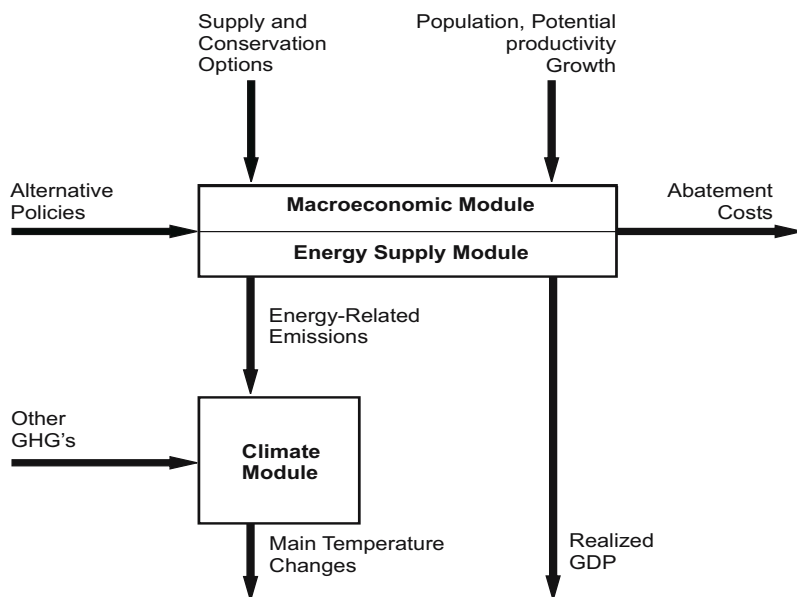 Supply and
Conservation
Options
Population, Potential
productivity
Growth
Alternative
Policies
Macroeconomic Module
Energy Supply Module
Abatement
Costs
Energy-Related
Emissions
Other
GHG's
Climate
Module
Main Temperature
Changes
Realized
GDP